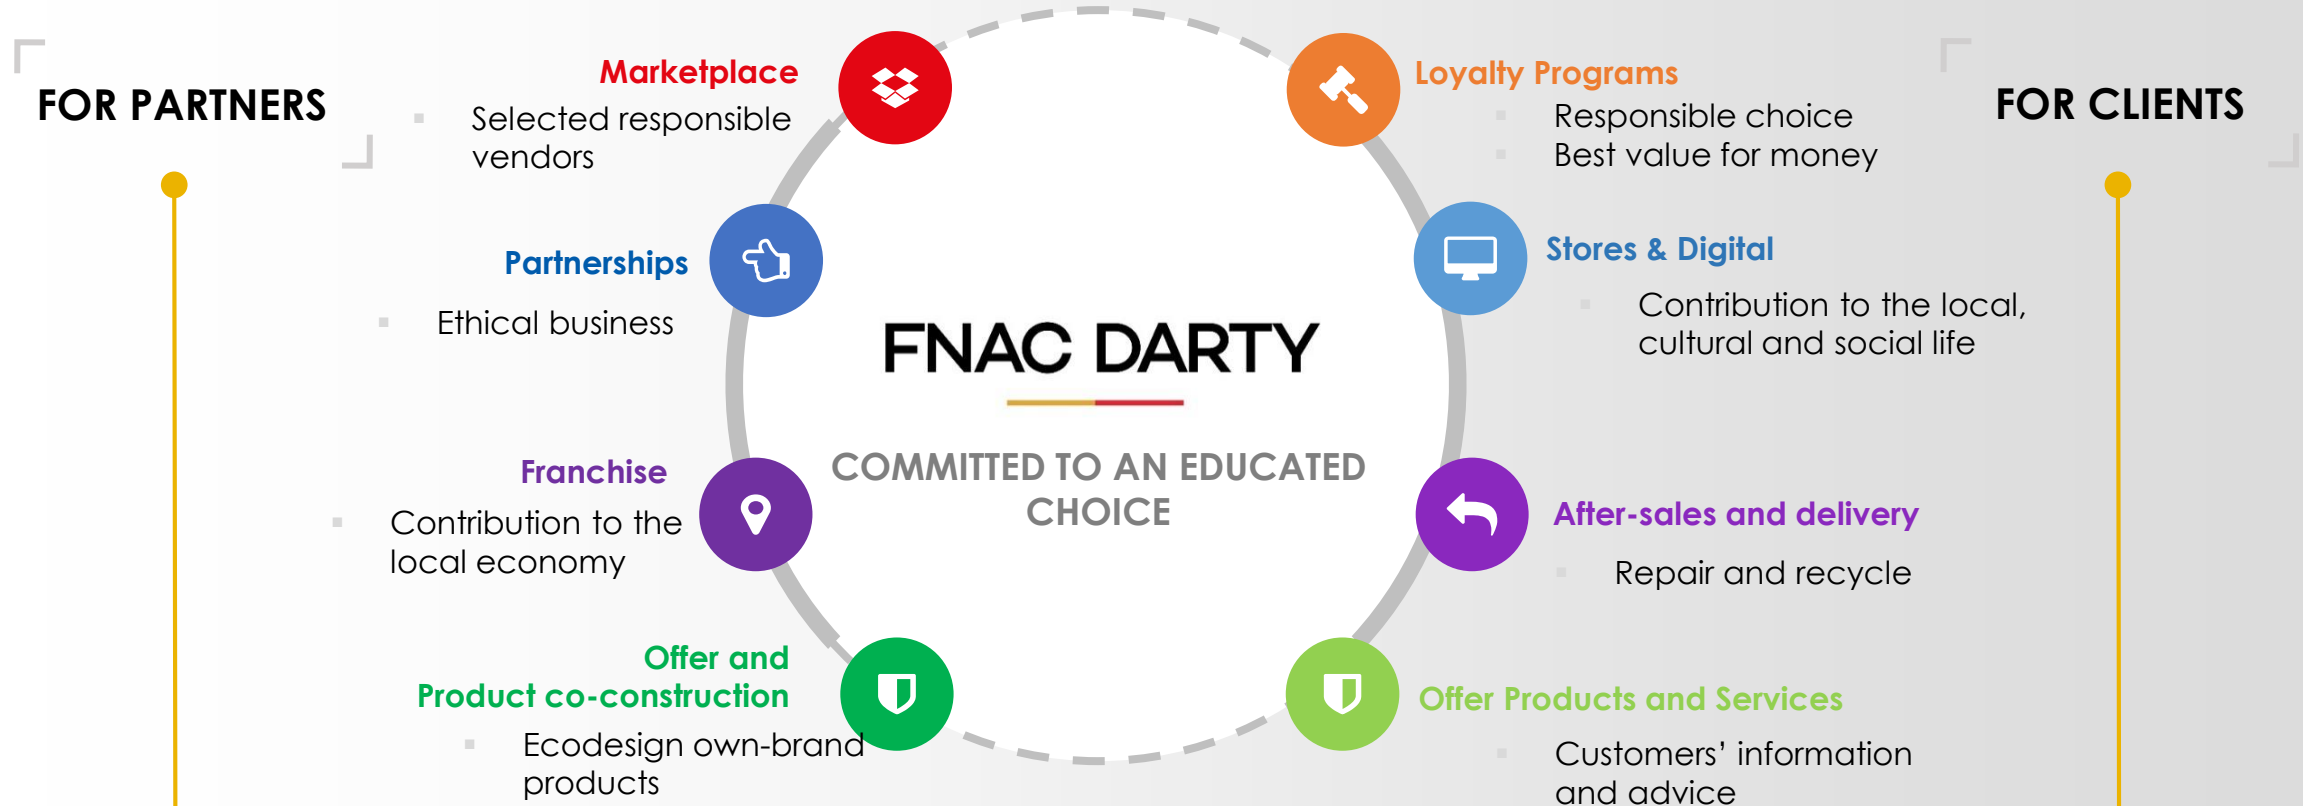 FOR PARTNERS
Marketplace
Selected responsible
vendors
Partnerships
Ethical business
Franchise
Contribution to the
local economy
Offer and
Product co-construction
Ecodesign own-brand
products
FNAC DARTY
COMMITTED TO AN EDUCATED
CHOICE
FOR CLIENTS
Loyalty Programs
Responsible choice
Best value for money
Stores & Digital
Contribution to the local,
cultural and social life
After-sales and delivery
Repair and recycle
Offer Products and Services
Customers’ information
and advice